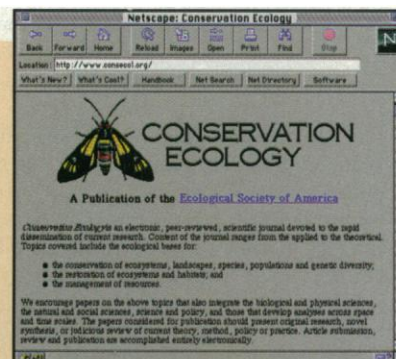 Netscape: Conservation Ecology
Back Forward Home Reload Images Open Print Find Stop
N
Location: http://www.consecol.org/
What's New? What's Cool? Handbook Net Search Net Directory Software
CONSERVATION
ECOLOGY
A Publication of the Ecological Society of America
Conservation Ecology is an electronic, peer-reviewed, scientific journal devoted to the rapid
dissemination of current research. Content of the journal ranges from the applied to the theoretical.
Topics covered include the ecological bases for:
● the conservation of ecosystems, landscapes, species, populations and genetic diversity;
● the restoration of ecosystems and habitats; and
● the management of resources.
We encourage papers on the above topics that also integrate the biological and physical sciences,
the natural and social sciences, science and policy, and those that develop analyses across space
and time scales. The papers considered for publication should present original research, novel
synthesis, or judicious review of current theory, method, policy or practice. Article submission,
review and publication are accomplished entirely electronically.